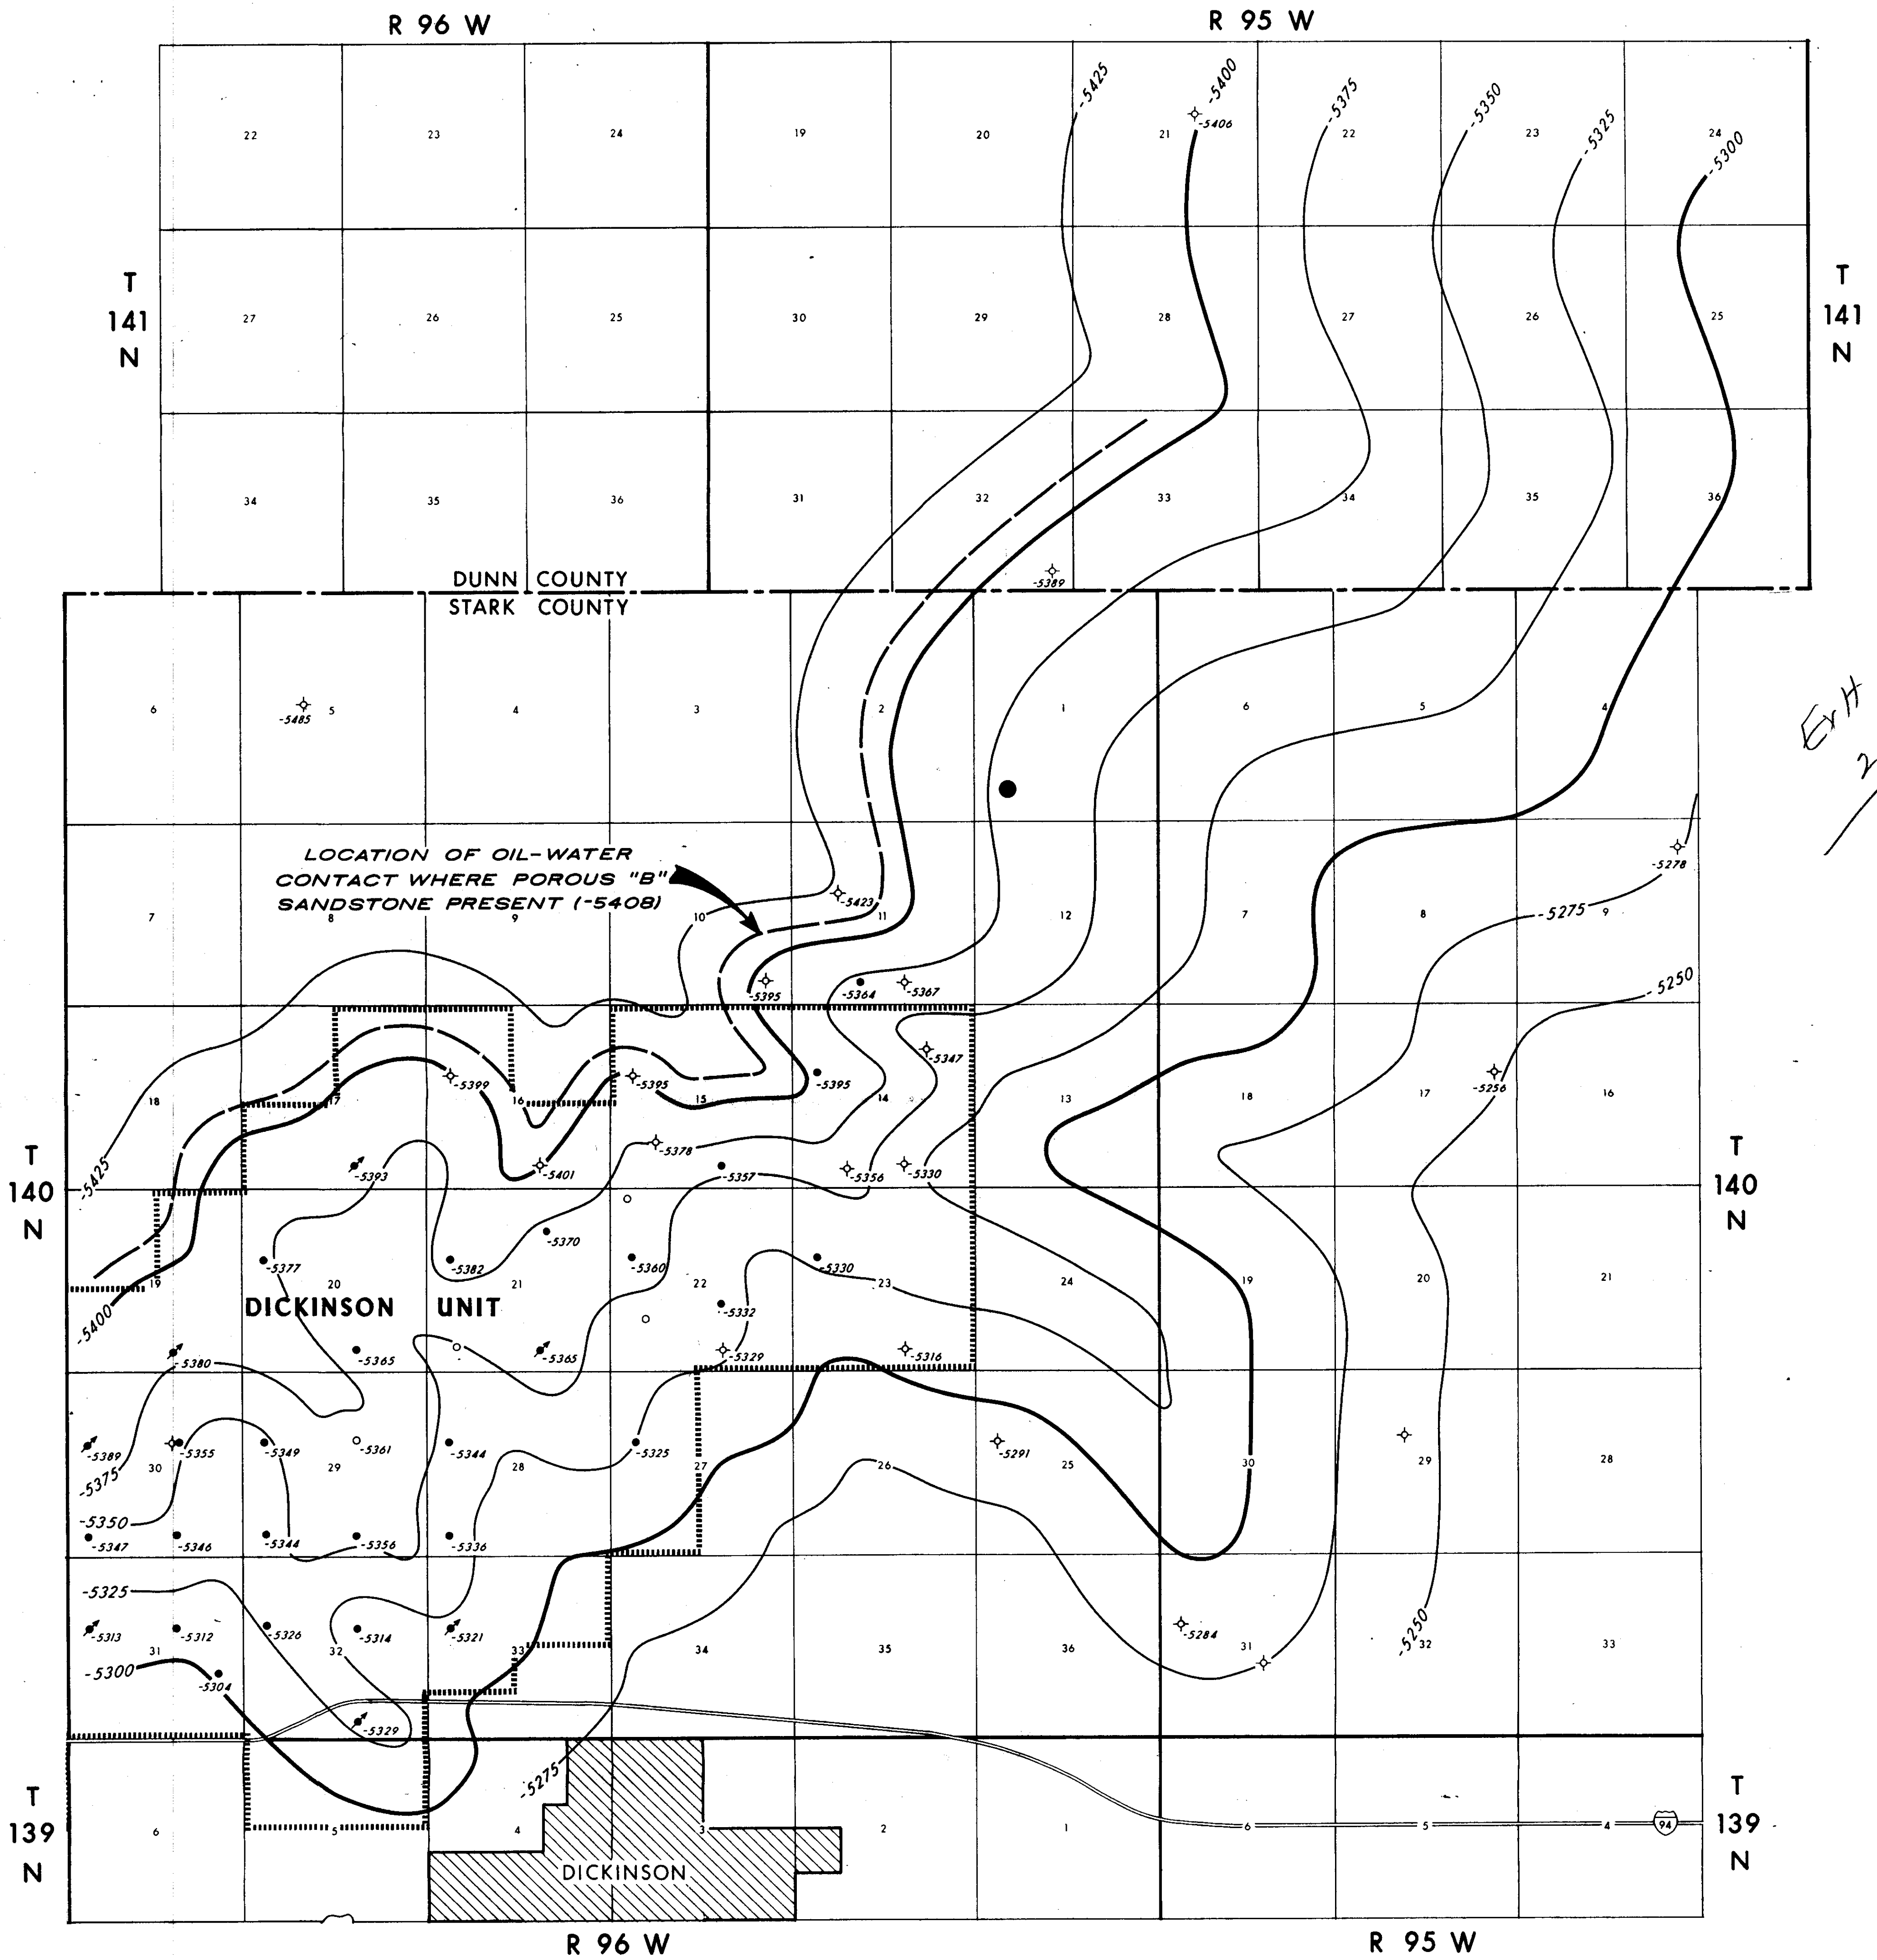 R 96 W R 95 W
-5425 -5400 -5375 -5350 -5325 -5300
-5406
22 23 24 19 20 21 22 23 24
T 141 N
T 141 N
27 26 25 30 29 28 27 26 25
34 35 36 31 32 33 34 35 36
-5389
DUNN COUNTY
STARK COUNTY
6 5 4 3 2 1 6 5 4
-5485
2
LOCATION OF OIL-WATER
CONTACT WHERE POROUS "B"
SANDSTONE PRESENT (-5408)
-5278
-5423
7 8 9 10 11 12 7 8 -5275 9
-5250
-5395 -5364 -5367
-5347
-5399 -5395 -5395 -5256
18 17 16 15 14 13 18 17 16
-5378
-5425 -5393 -5401 -5357 -5356 -5330
T 140 N
T 140 N
-5370
-5377 -5382 -5360 -5330
19 20 21 22 23 24 19 20 21
DICKINSON UNIT
-5400 -5332
-5380 -5365 -5365 -5329 -5316
-5389 -5355 -5349 -5361 -5344 -5325 -5291
30 29 28 27 26 25 30 29 28
-5375
-5350
-5347 -5346 -5344 -5356 -5336
-5325
-5313 -5312 -5326 -5314 -5321 -5284
31 32 33 34 35 36 31 32 33
-5250
-5300
-5304
-5329
-5275
T 139 N
T 139 N
6 5 4 3 2 1 6 5 4 94
DICKINSON
R 96 W R 95 W